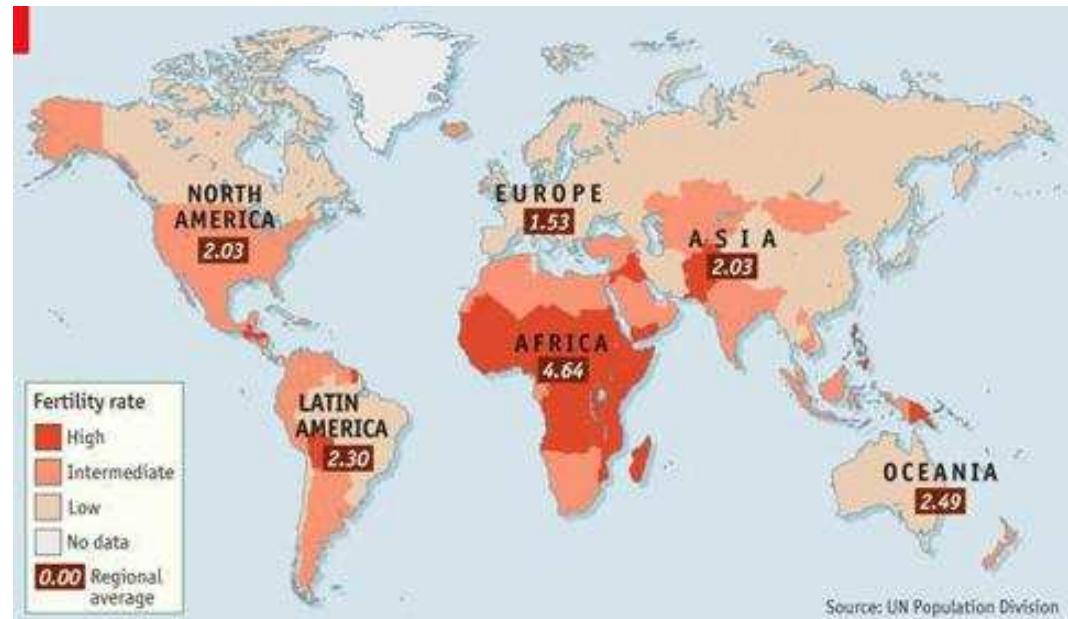 NORTH
AMERICA
2.03
EUROPE
1.53
ASIA
2.03
AFRICA
4.64
LATIN
AMERICA
2.30
OCEANIA
2.49
Fertility rate
High
Intermediate
Low
No data
0.00 Regional
average
Source: UN Population Division